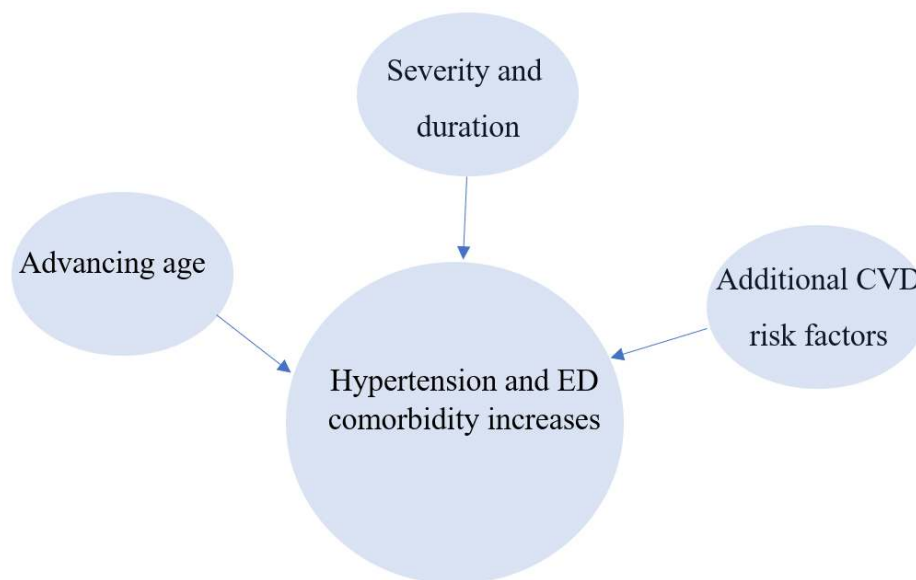 Severity and
duration
Advancing age
Additional CVD
risk factors
Hypertension and ED
comorbidity increases